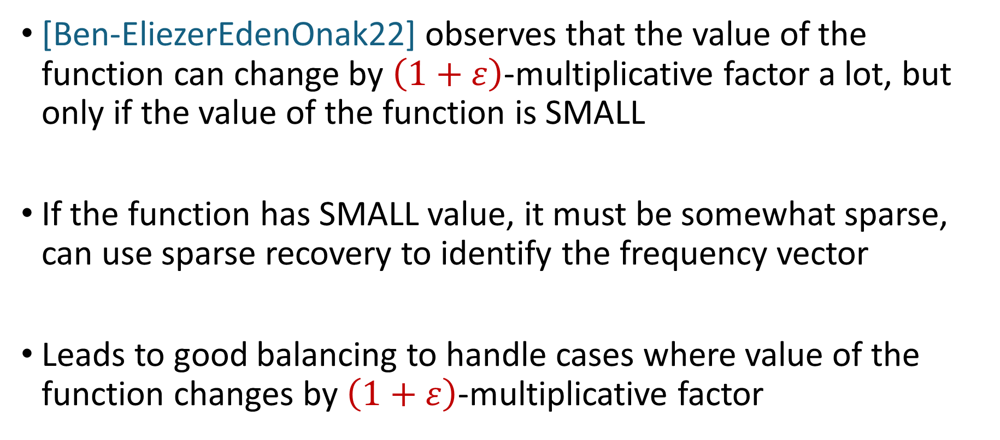 • [Ben-EliezerEdenOnak22] observes that the value of the
function can change by (1 + ε)-multiplicative factor a lot, but
only if the value of the function is SMALL
• If the function has SMALL value, it must be somewhat sparse,
can use sparse recovery to identify the frequency vector
• Leads to good balancing to handle cases where value of the
function changes by (1 + ε)-multiplicative factor